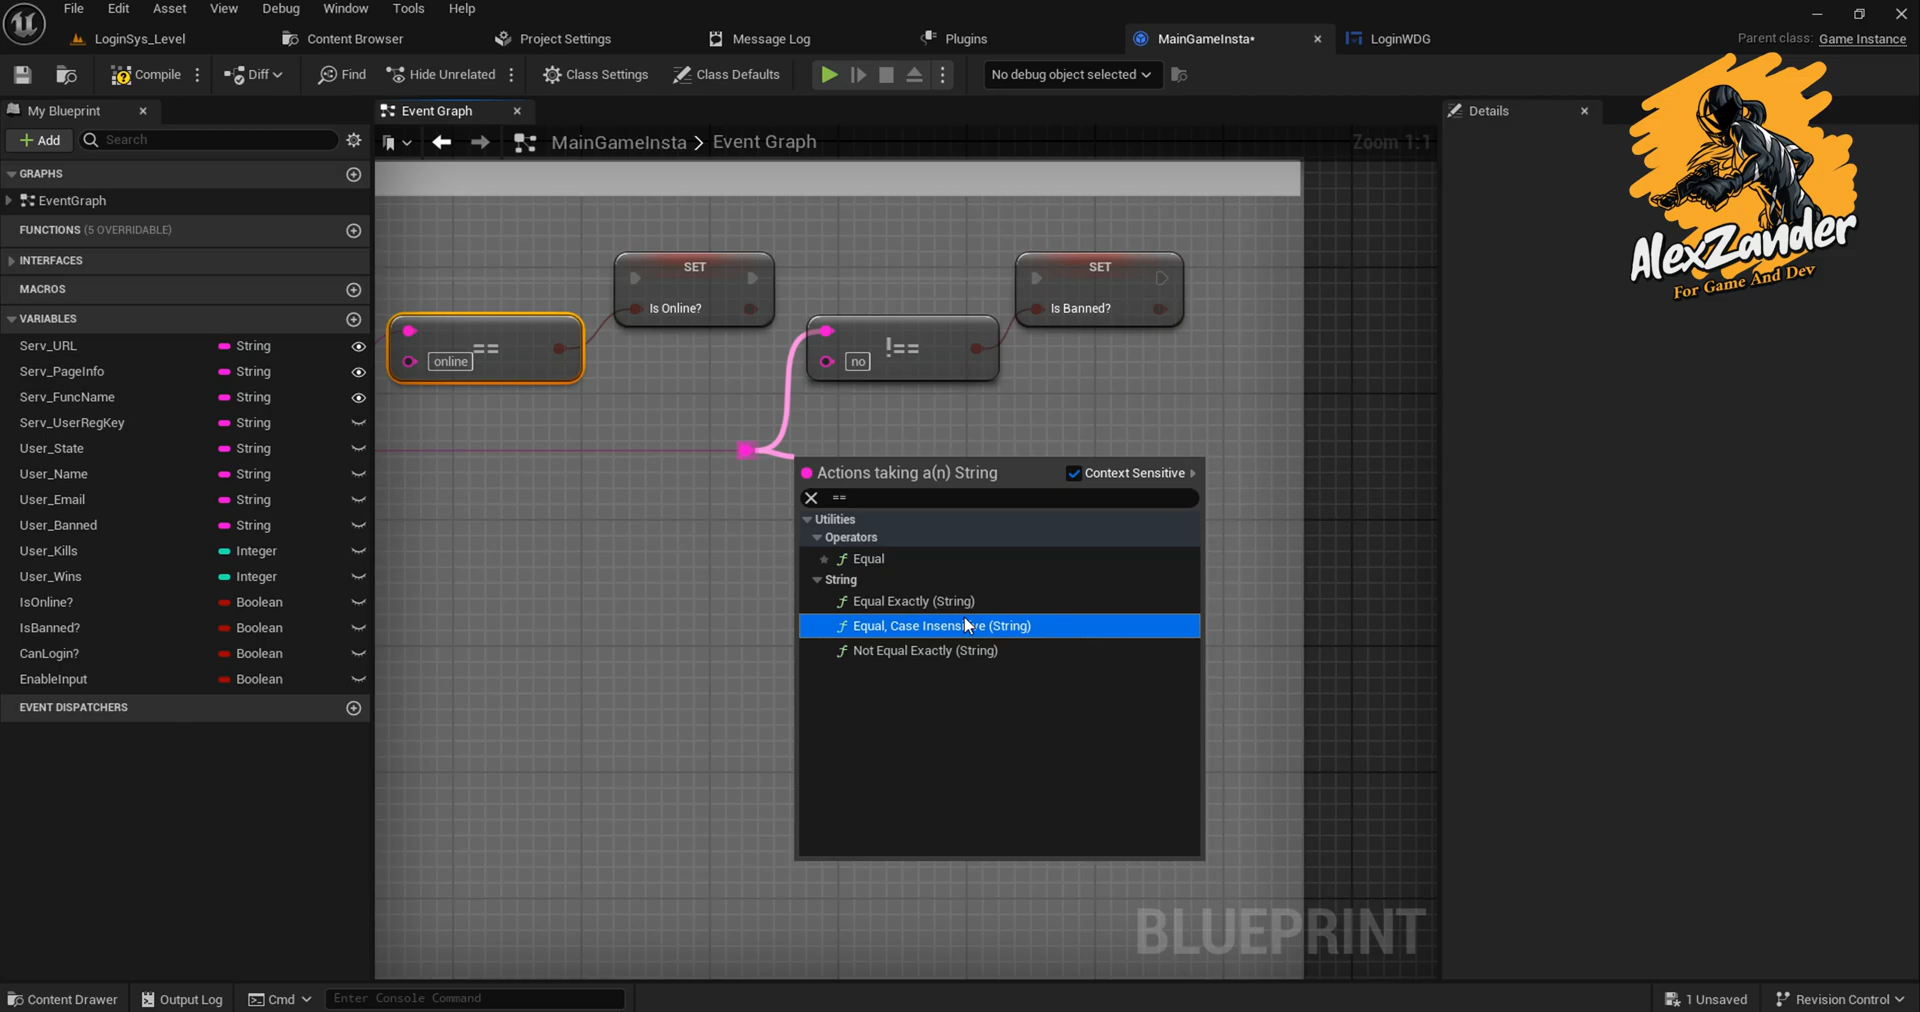 File Edit Asset View Debug Window Tools Help
LoginSys_Level Content Browser Project Settings Message Log Plugins MainGameInsta• LoginWDG Parent class: Game Instance
Compile Diff Find Hide Unrelated Class Settings Class Defaults No debug object selected
My Blueprint Event Graph Details
Add Search MainGameInsta > Event Graph Zoom 1:1
GRAPHS
EventGraph
FUNCTIONS (5 OVERRIDABLE)
INTERFACES
MACROS
VARIABLES
Serv_URL String
Serv_PageInfo String
Serv_FuncName String
Serv_UserRegKey String
User_State String
User_Name String
User_Email String
User_Banned String
User_Kills Integer
User_Wins Integer
IsOnline? Boolean
IsBanned? Boolean
CanLogin? Boolean
EnableInput Boolean
EVENT DISPATCHERS
SET
Is Online?
SET
Is Banned?
online ==
no !==
Actions taking a(n) String Context Sensitive
==
Utilities
Operators
Equal
String
Equal Exactly (String)
Equal, Case Insensitive (String)
Not Equal Exactly (String)
BLUEPRINT
AlexZander
For Game And Dev
Content Drawer Output Log Cmd Enter Console Command 1 Unsaved Revision Control